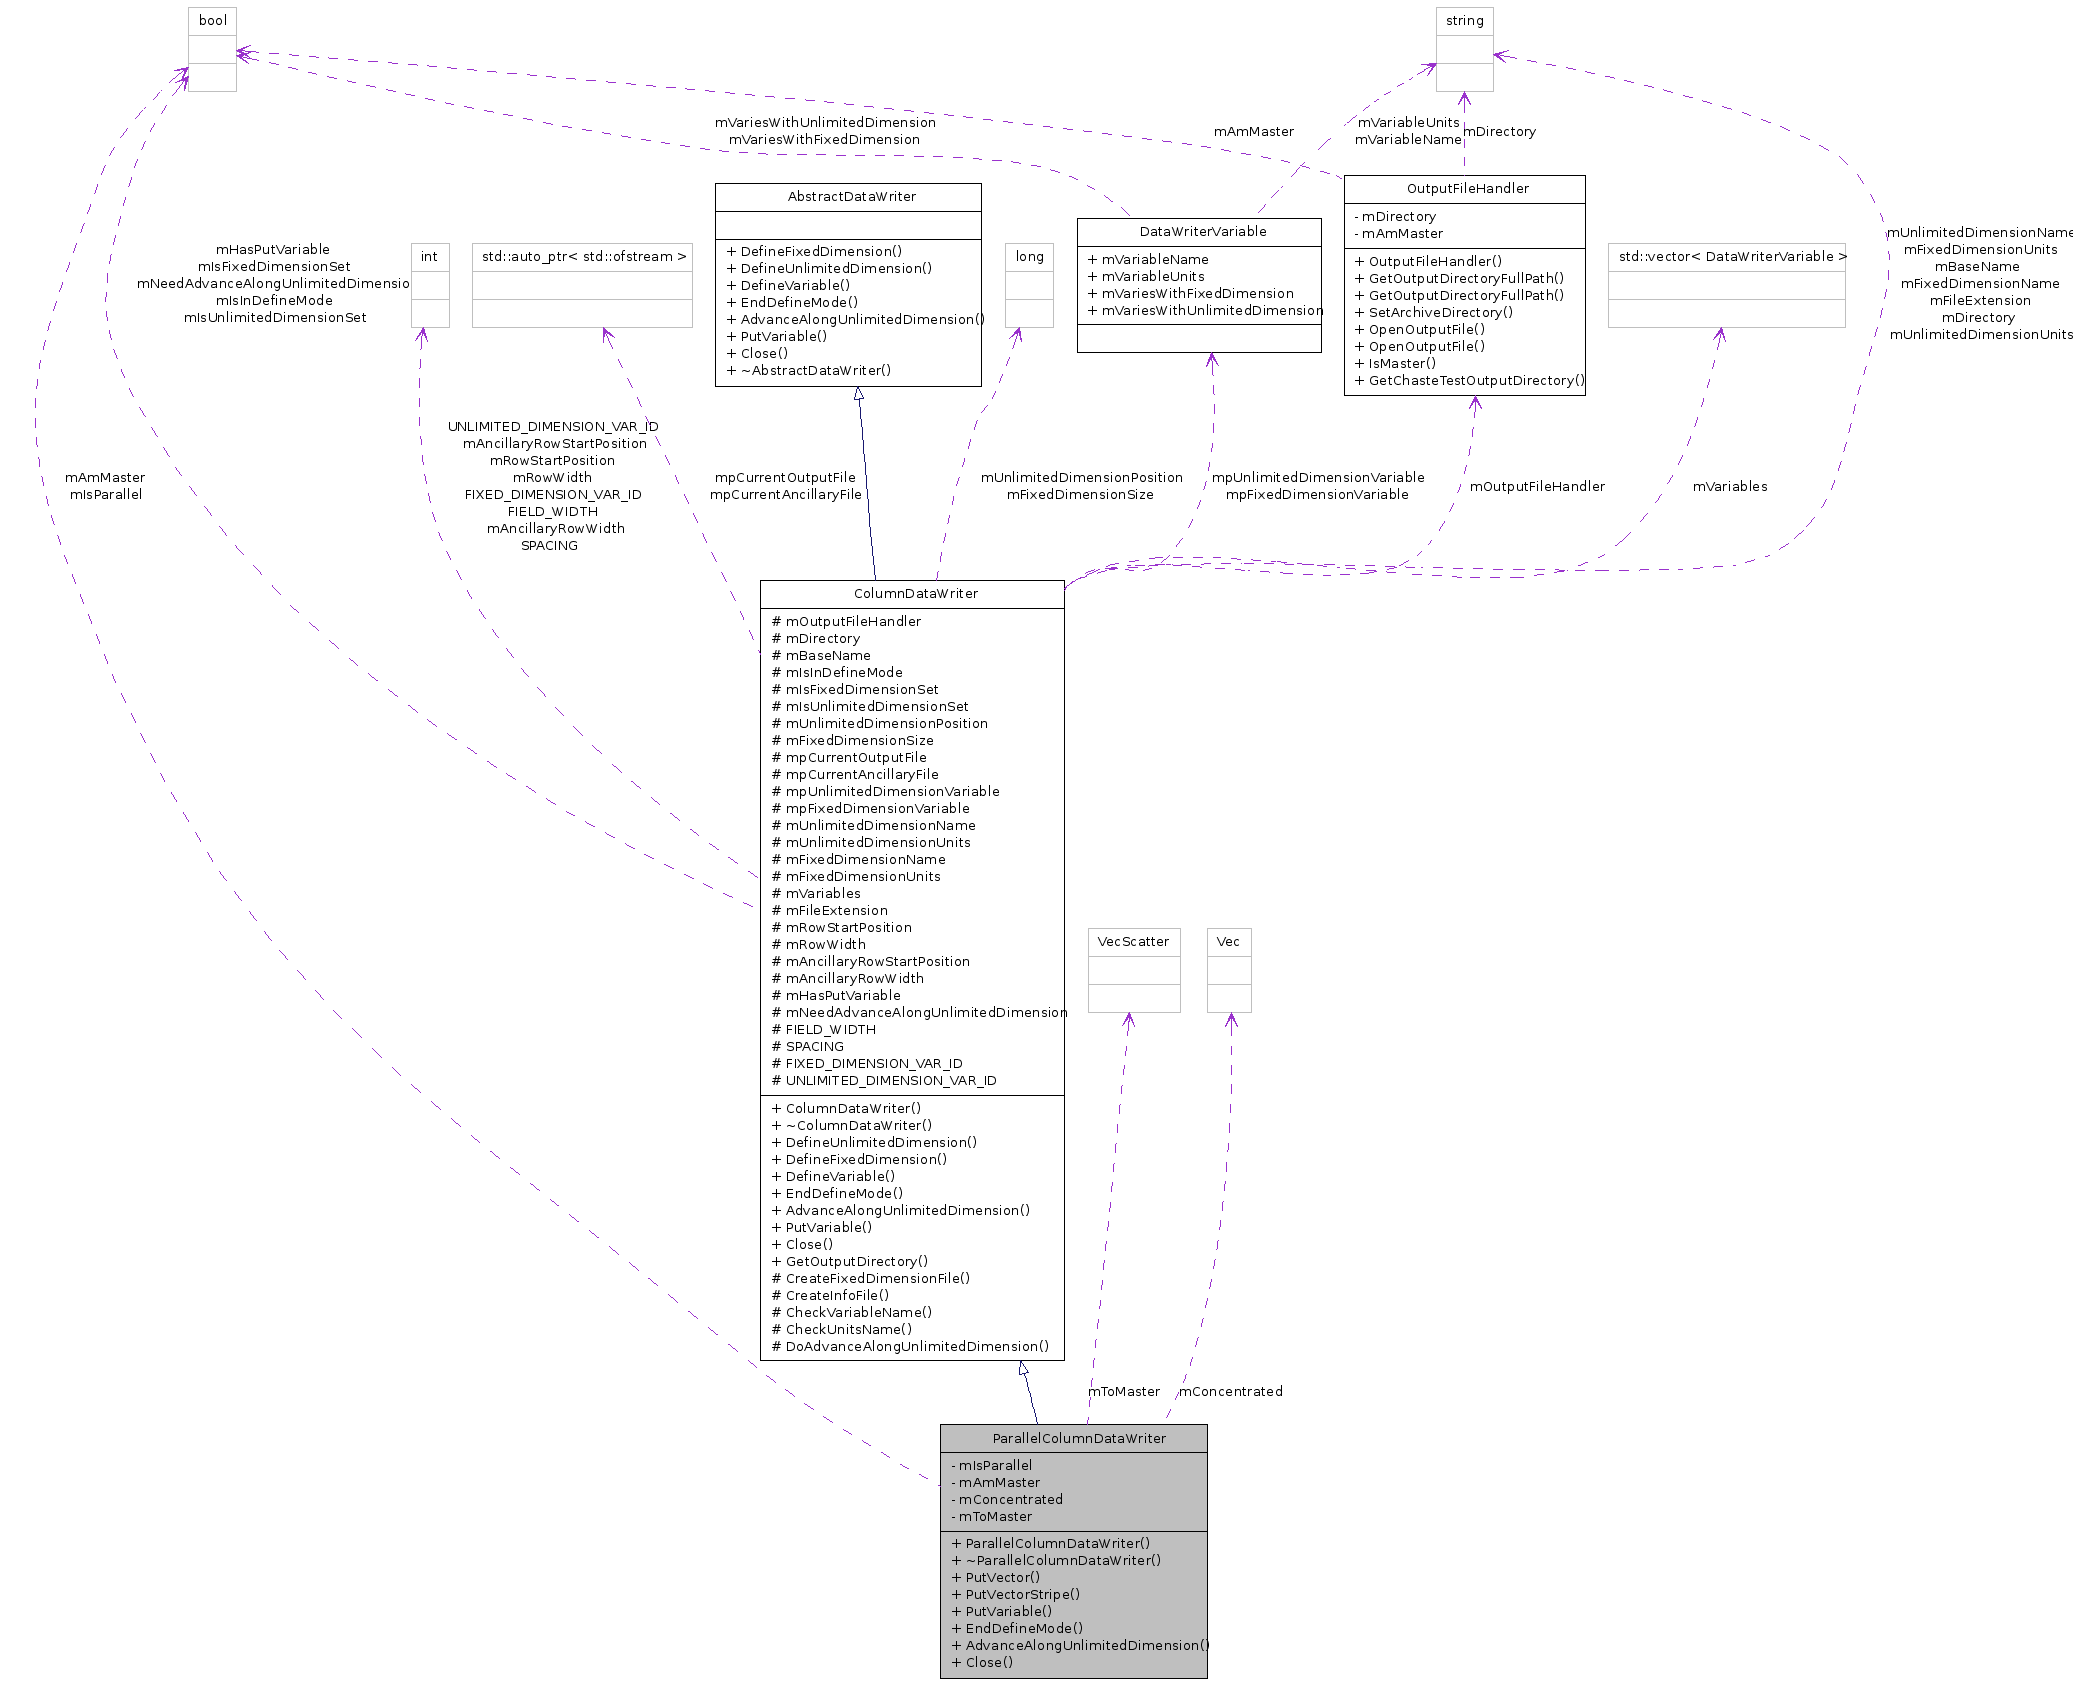 bool
string
mVariesWithUnlimitedDimension
mVariesWithFixedDimension
mAmMaster
mVariableUnits
mVariableName
mDirectory
AbstractDataWriter
+ DefineFixedDimension()
+ DefineUnlimitedDimension()
+ DefineVariable()
+ EndDefineMode()
+ AdvanceAlongUnlimitedDimension()
+ PutVariable()
+ Close()
+ ~AbstractDataWriter()
OutputFileHandler
- mDirectory
- mAmMaster
+ OutputFileHandler()
+ GetOutputDirectoryFullPath()
+ GetOutputDirectoryFullPath()
+ SetArchiveDirectory()
+ OpenOutputFile()
+ OpenOutputFile()
+ IsMaster()
+ GetChasteTestOutputDirectory()
DataWriterVariable
+ mVariableName
+ mVariableUnits
+ mVariesWithFixedDimension
+ mVariesWithUnlimitedDimension
mHasPutVariable
mIsFixedDimensionSet
mNeedAdvanceAlongUnlimitedDimensio
mIsInDefineMode
mIsUnlimitedDimensionSet
int
std::auto_ptr< std::ofstream >
long
std::vector< DataWriterVariable >
mUnlimitedDimensionName
mFixedDimensionUnits
mBaseName
mFixedDimensionName
mFileExtension
mDirectory
mUnlimitedDimensionUnits
mAmMaster
mIsParallel
UNLIMITED_DIMENSION_VAR_ID
mAncillaryRowStartPosition
mRowStartPosition
mRowWidth
FIXED_DIMENSION_VAR_ID
FIELD_WIDTH
mAncillaryRowWidth
SPACING
mpCurrentOutputFile
mpCurrentAncillaryFile
mUnlimitedDimensionPosition
mFixedDimensionSize
mpUnlimitedDimensionVariable
mpFixedDimensionVariable
mOutputFileHandler
mVariables
ColumnDataWriter
# mOutputFileHandler
# mDirectory
# mBaseName
# mIsInDefineMode
# mIsFixedDimensionSet
# mIsUnlimitedDimensionSet
# mUnlimitedDimensionPosition
# mFixedDimensionSize
# mpCurrentOutputFile
# mpCurrentAncillaryFile
# mpUnlimitedDimensionVariable
# mpFixedDimensionVariable
# mUnlimitedDimensionName
# mUnlimitedDimensionUnits
# mFixedDimensionName
# mFixedDimensionUnits
# mVariables
# mFileExtension
# mRowStartPosition
# mRowWidth
# mAncillaryRowStartPosition
# mAncillaryRowWidth
# mHasPutVariable
# mNeedAdvanceAlongUnlimitedDimension
# FIELD_WIDTH
# SPACING
# FIXED_DIMENSION_VAR_ID
# UNLIMITED_DIMENSION_VAR_ID
+ ColumnDataWriter()
+ ~ColumnDataWriter()
+ DefineUnlimitedDimension()
+ DefineFixedDimension()
+ DefineVariable()
+ EndDefineMode()
+ AdvanceAlongUnlimitedDimension()
+ PutVariable()
+ Close()
+ GetOutputDirectory()
# CreateFixedDimensionFile()
# CreateInfoFile()
# CheckVariableName()
# CheckUnitsName()
# DoAdvanceAlongUnlimitedDimension()
VecScatter
Vec
mToMaster
mConcentrated
ParallelColumnDataWriter
- mIsParallel
- mAmMaster
- mConcentrated
- mToMaster
+ ParallelColumnDataWriter()
+ ~ParallelColumnDataWriter()
+ PutVector()
+ PutVectorStripe()
+ PutVariable()
+ EndDefineMode()
+ AdvanceAlongUnlimitedDimension()
+ Close()